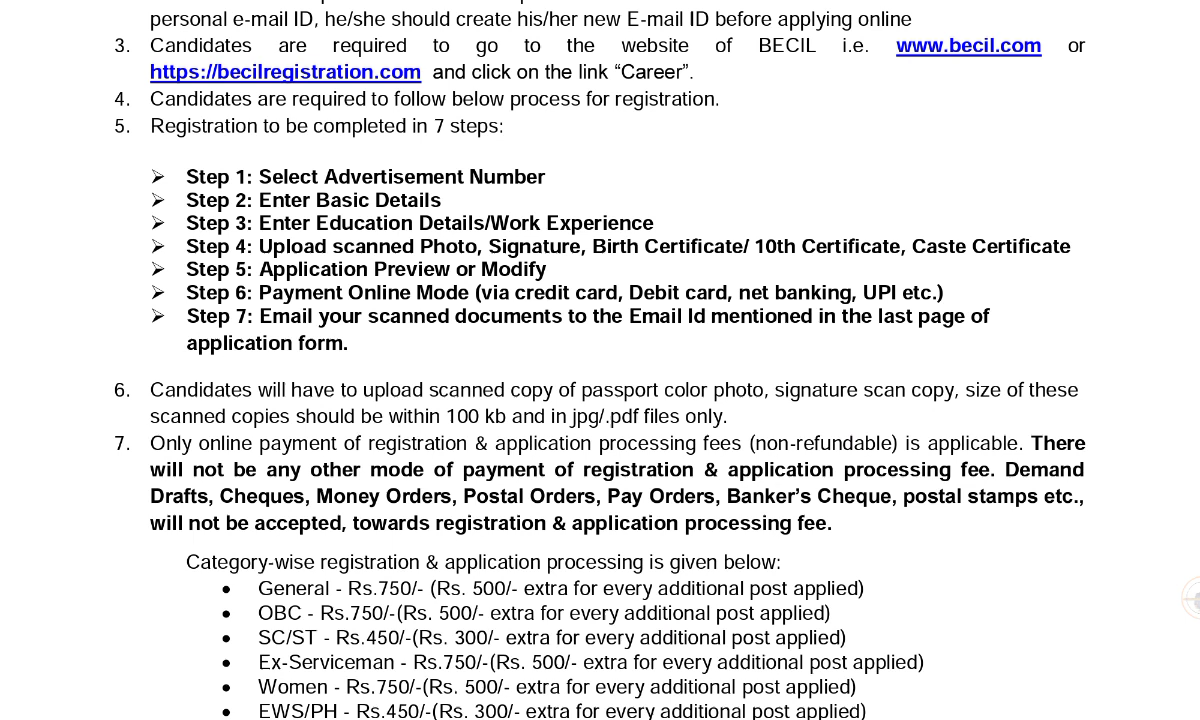 personal e-mail ID, he/she should create his/her new E-mail ID before applying online
3. Candidates are required to go to the website of BECIL i.e. www.becil.com or
https://becilregistration.com and click on the link “Career”.
4. Candidates are required to follow below process for registration.
5. Registration to be completed in 7 steps:
➢ Step 1: Select Advertisement Number
➢ Step 2: Enter Basic Details
➢ Step 3: Enter Education Details/Work Experience
➢ Step 4: Upload scanned Photo, Signature, Birth Certificate/ 10th Certificate, Caste Certificate
➢ Step 5: Application Preview or Modify
➢ Step 6: Payment Online Mode (via credit card, Debit card, net banking, UPI etc.)
➢ Step 7: Email your scanned documents to the Email Id mentioned in the last page of
application form.
6. Candidates will have to upload scanned copy of passport color photo, signature scan copy, size of these
scanned copies should be within 100 kb and in jpg/.pdf files only.
7. Only online payment of registration & application processing fees (non-refundable) is applicable. There
will not be any other mode of payment of registration & application processing fee. Demand
Drafts, Cheques, Money Orders, Postal Orders, Pay Orders, Banker’s Cheque, postal stamps etc.,
will not be accepted, towards registration & application processing fee.
Category-wise registration & application processing is given below:
• General - Rs.750/- (Rs. 500/- extra for every additional post applied)
• OBC - Rs.750/-(Rs. 500/- extra for every additional post applied)
• SC/ST - Rs.450/-(Rs. 300/- extra for every additional post applied)
• Ex-Serviceman - Rs.750/-(Rs. 500/- extra for every additional post applied)
• Women - Rs.750/-(Rs. 500/- extra for every additional post applied)
• EWS/PH - Rs.450/-(Rs. 300/- extra for every additional post applied)